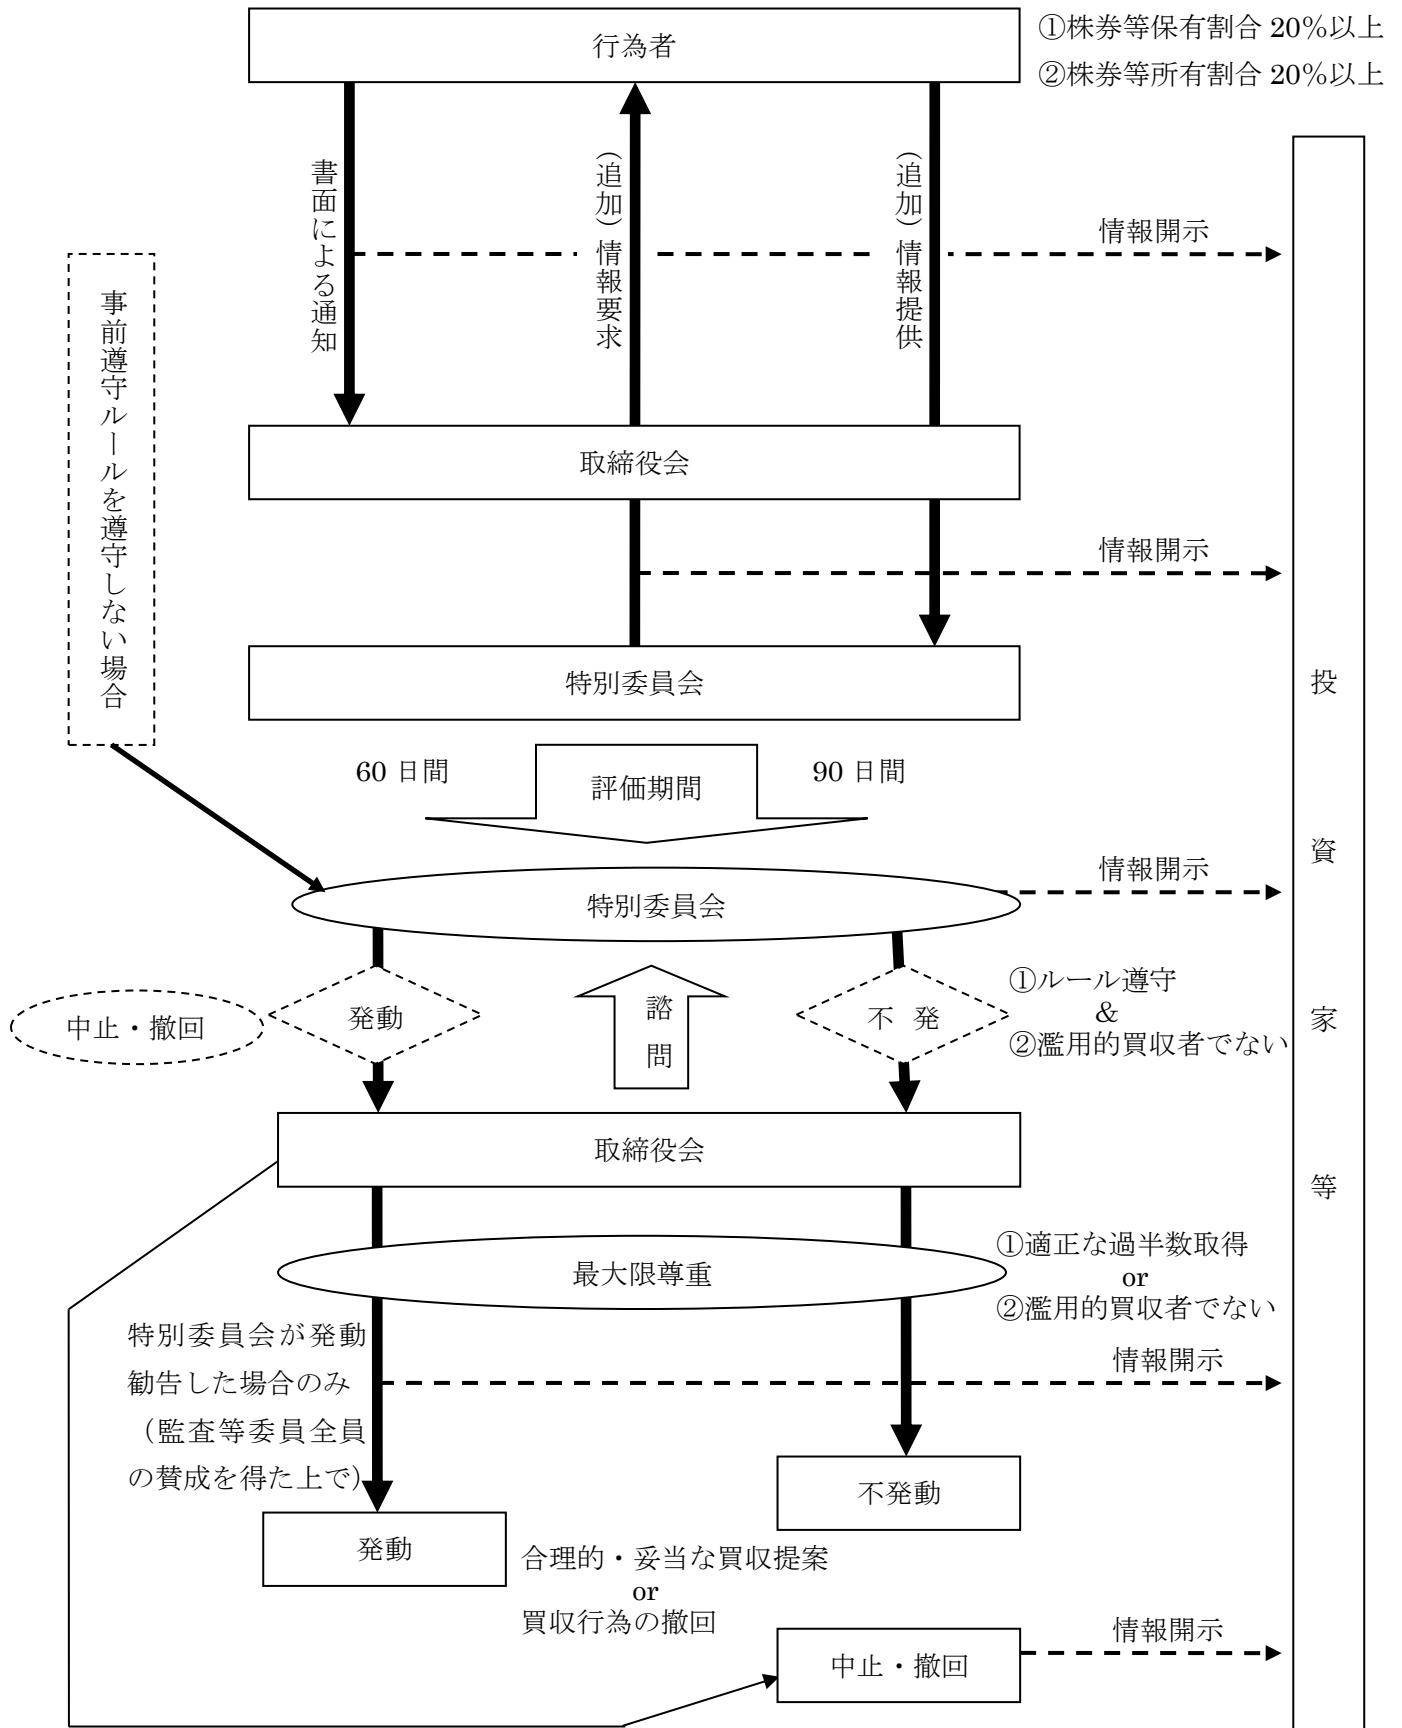 行為者
①株券等保有割合 20％以上
②株券等所有割合 20％以上
書面による通知
（追加）情報要求
（追加）情報提供
情報開示
事前遵守ルールを遵守しない場合
取締役会
情報開示
特別委員会
投資家等
60 日間
評価期間
90 日間
情報開示
特別委員会
中止・撤回
発動
諮問
不 発
①ルール遵守
&
②濫用的買収者でない
取締役会
最大限尊重
①適正な過半数取得
or
②濫用的買収者でない
特別委員会が発動
勧告した場合のみ
（監査等委員全員
の賛成を得た上で）
情報開示
不発動
発動
合理的・妥当な買収提案
or
買収行為の撤回
中止・撤回
情報開示